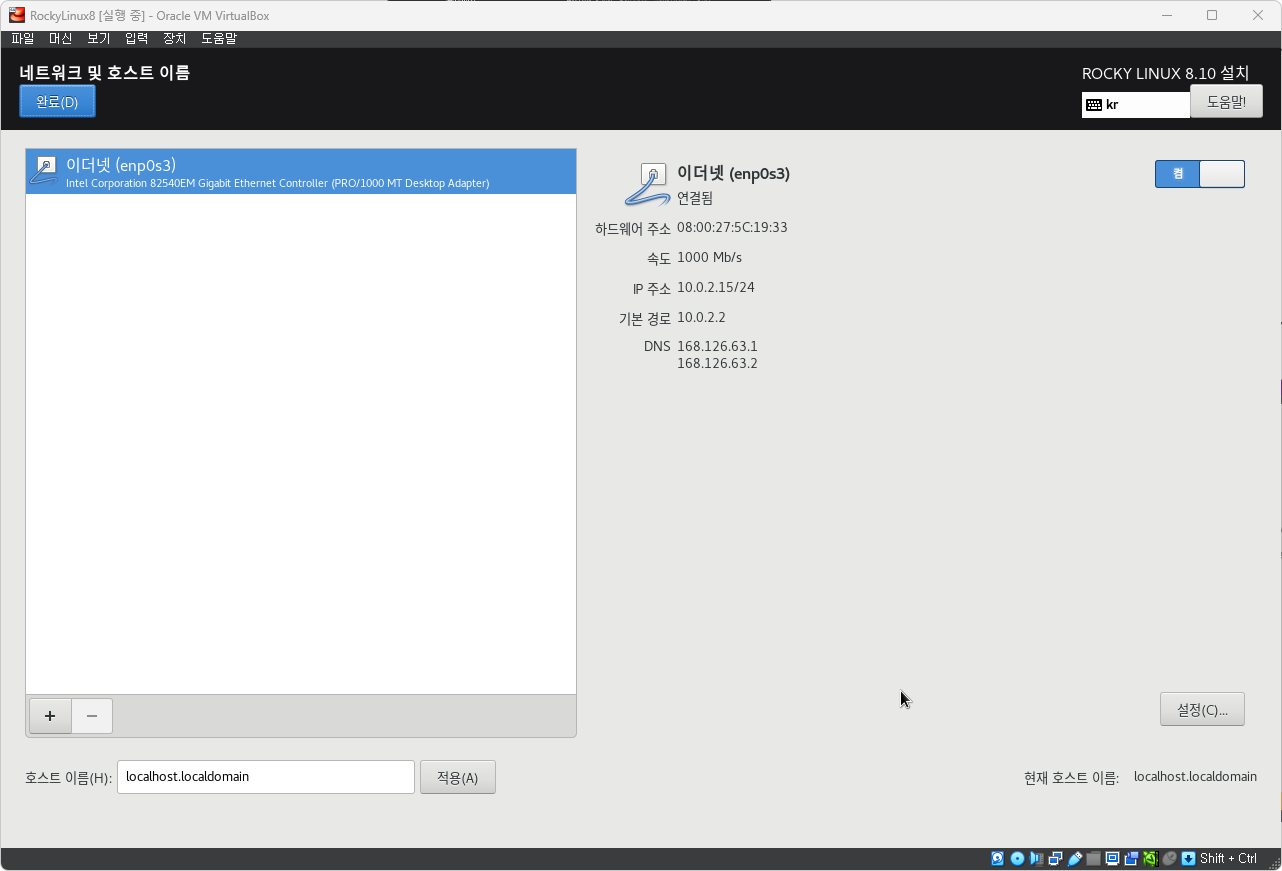 RockyLinux8 [실행 중] - Oracle VM VirtualBox
파일 머신 보기 입력 장치 도움말
네트워크 및 호스트 이름
ROCKY LINUX 8.10 설치
완료(D)
kr
도움말!
이더넷 (enp0s3)
Intel Corporation 82540EM Gigabit Ethernet Controller (PRO/1000 MT Desktop Adapter)
이더넷 (enp0s3)
연결됨
켬
하드웨어 주소 08:00:27:5C:19:33
속도 1000 Mb/s
IP 주소 10.0.2.15/24
기본 경로 10.0.2.2
DNS 168.126.63.1
168.126.63.2
+ −
설정(C)...
호스트 이름(H): localhost.localdomain 적용(A)
현재 호스트 이름: localhost.localdomain
Shift + Ctrl